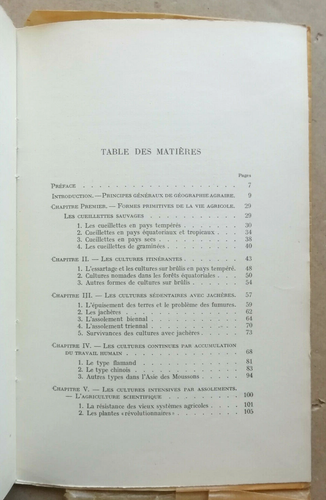 TABLE DES MATIÈRES
Pages
PRÉFACE . . . . . . . . . . . . . . . 7
INTRODUCTION. — PRINCIPES GÉNÉRAUX DE GÉOGRAPHIE AGRAIRE. 9
CHAPITRE PREMIER. — FORMES PRIMITIVES DE LA VIE AGRICOLE. 29
LES CUEILLETTES SAUVAGES . . . . . . . . . 29
1. Les cueillettes en pays tempéré . . . . . . . 30
2. Cueillettes en pays équatoriaux et tropicaux . . . 34
3. Cueillettes en pays secs . . . . . . . . 38
4. Les cueillettes de graminées . . . . . . . 40
CHAPITRE II. — LES CULTURES ITINÉRANTES . . . . . . 43
1. L'essartage et les cultures sur brûlis en pays tempéré. 48
2. Cultures nomades dans les forêts équatoriales . . . 50
3. Autres formes de cultures sur brûlis . . . . . 54
CHAPITRE III. — LES CULTURES SÉDENTAIRES AVEC JACHÈRES. 57
1. L'épuisement des terres et le problème des fumures. 59
2. Les jachères . . . . . . . . . . . 62
3. L'assolement biennal . . . . . . . . . 64
4. L'assolement triennal . . . . . . . . . 70
5. Survivances des cultures avec jachères . . . . . 73
CHAPITRE IV. — LES CULTURES CONTINUES PAR ACCUMULATION
DU TRAVAIL HUMAIN . . . . . . . . . . . 68
1. Le type flamand . . . . . . . . . . 81
2. Le type chinois . . . . . . . . . . 83
3. Autres types dans l'Asie des Moussons . . . . . 94
CHAPITRE V. — LES CULTURES INTENSIVES PAR ASSOLEMENTS.
— L'AGRICULTURE SCIENTIFIQUE . . . . . . . . 100
1. La résistance des vieux systèmes agricoles . . . . 101
2. Les plantes «révolutionnaires» . . . . . . . 105